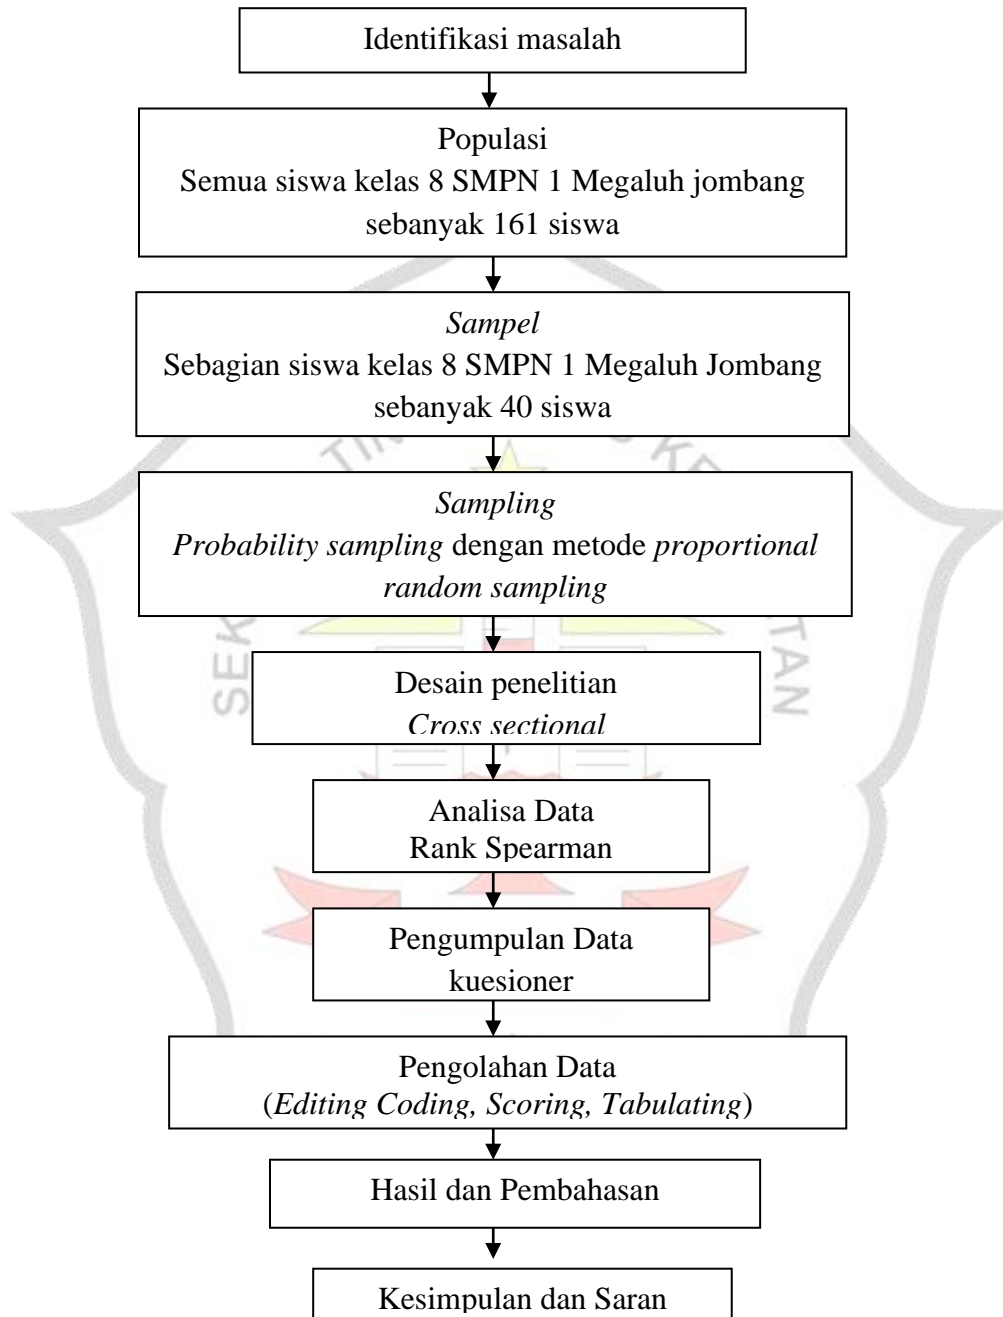 Identifikasi masalah
Populasi
Semua siswa kelas 8 SMPN 1 Megaluh jombang
sebanyak 161 siswa
Sampel
Sebagian siswa kelas 8 SMPN 1 Megaluh Jombang
sebanyak 40 siswa
Sampling
Probability sampling dengan metode proportional
random sampling
Desain penelitian
Cross sectional
Analisa Data
Rank Spearman
Pengumpulan Data
kuesioner
Pengolahan Data
(Editing Coding, Scoring, Tabulating)
Hasil dan Pembahasan
Kesimpulan dan Saran